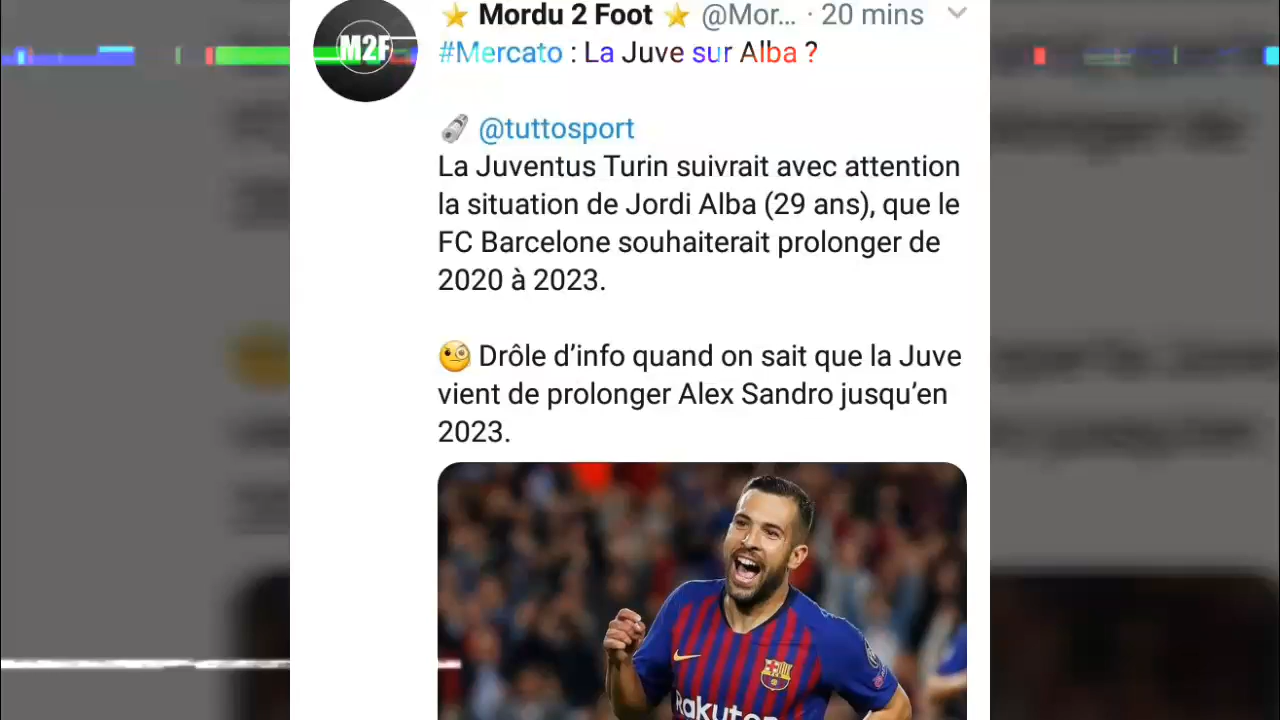 M2F
⭐ Mordu 2 Foot ⭐ @Mor... · 20 mins
#Mercato : La Juve sur Alba ?
🗞 @tuttosport
La Juventus Turin suivrait avec attention
la situation de Jordi Alba (29 ans), que le
FC Barcelone souhaiterait prolonger de
2020 à 2023.
🧐 Drôle d’info quand on sait que la Juve
vient de prolonger Alex Sandro jusqu’en
2023.
Rakuten